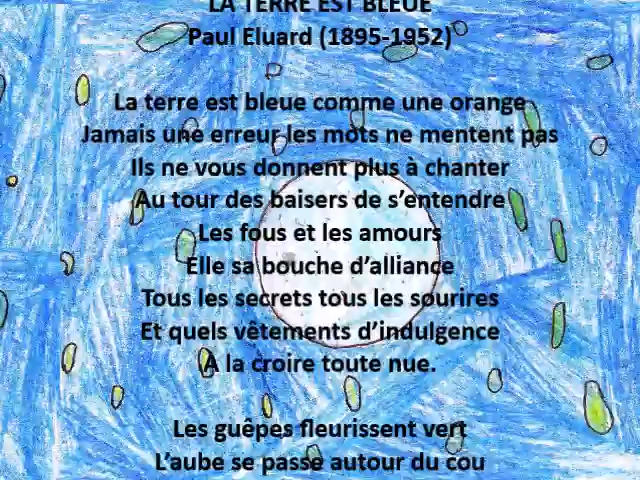 LA TERRE EST BLEUE
Paul Eluard (1895-1952)
La terre est bleue comme une orange
Jamais une erreur les mots ne mentent pas
Ils ne vous donnent plus à chanter
Au tour des baisers de s’entendre
Les fous et les amours
Elle sa bouche d’alliance
Tous les secrets tous les sourires
Et quels vêtements d’indulgence
A la croire toute nue.
Les guêpes fleurissent vert
L’aube se passe autour du cou